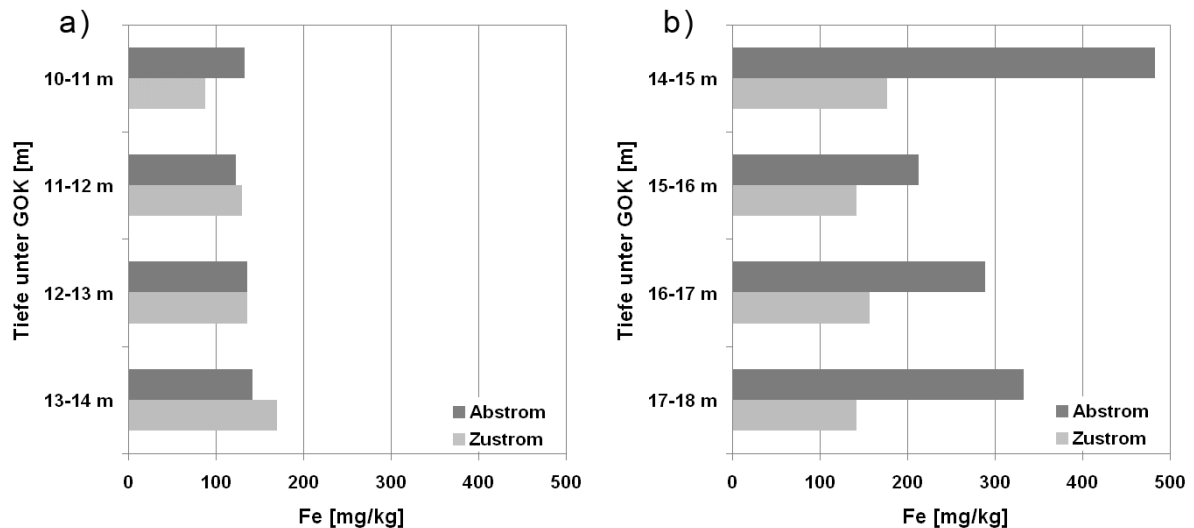 a)
Tiefe unter GOK [m]
10-11 m
11-12 m
12-13 m
13-14 m
Abstrom
Zustrom
0 100 200 300 400 500
Fe [mg/kg]
b)
Tiefe unter GOK [m]
14-15 m
15-16 m
16-17 m
17-18 m
Abstrom
Zustrom
0 100 200 300 400 500
Fe [mg/kg]